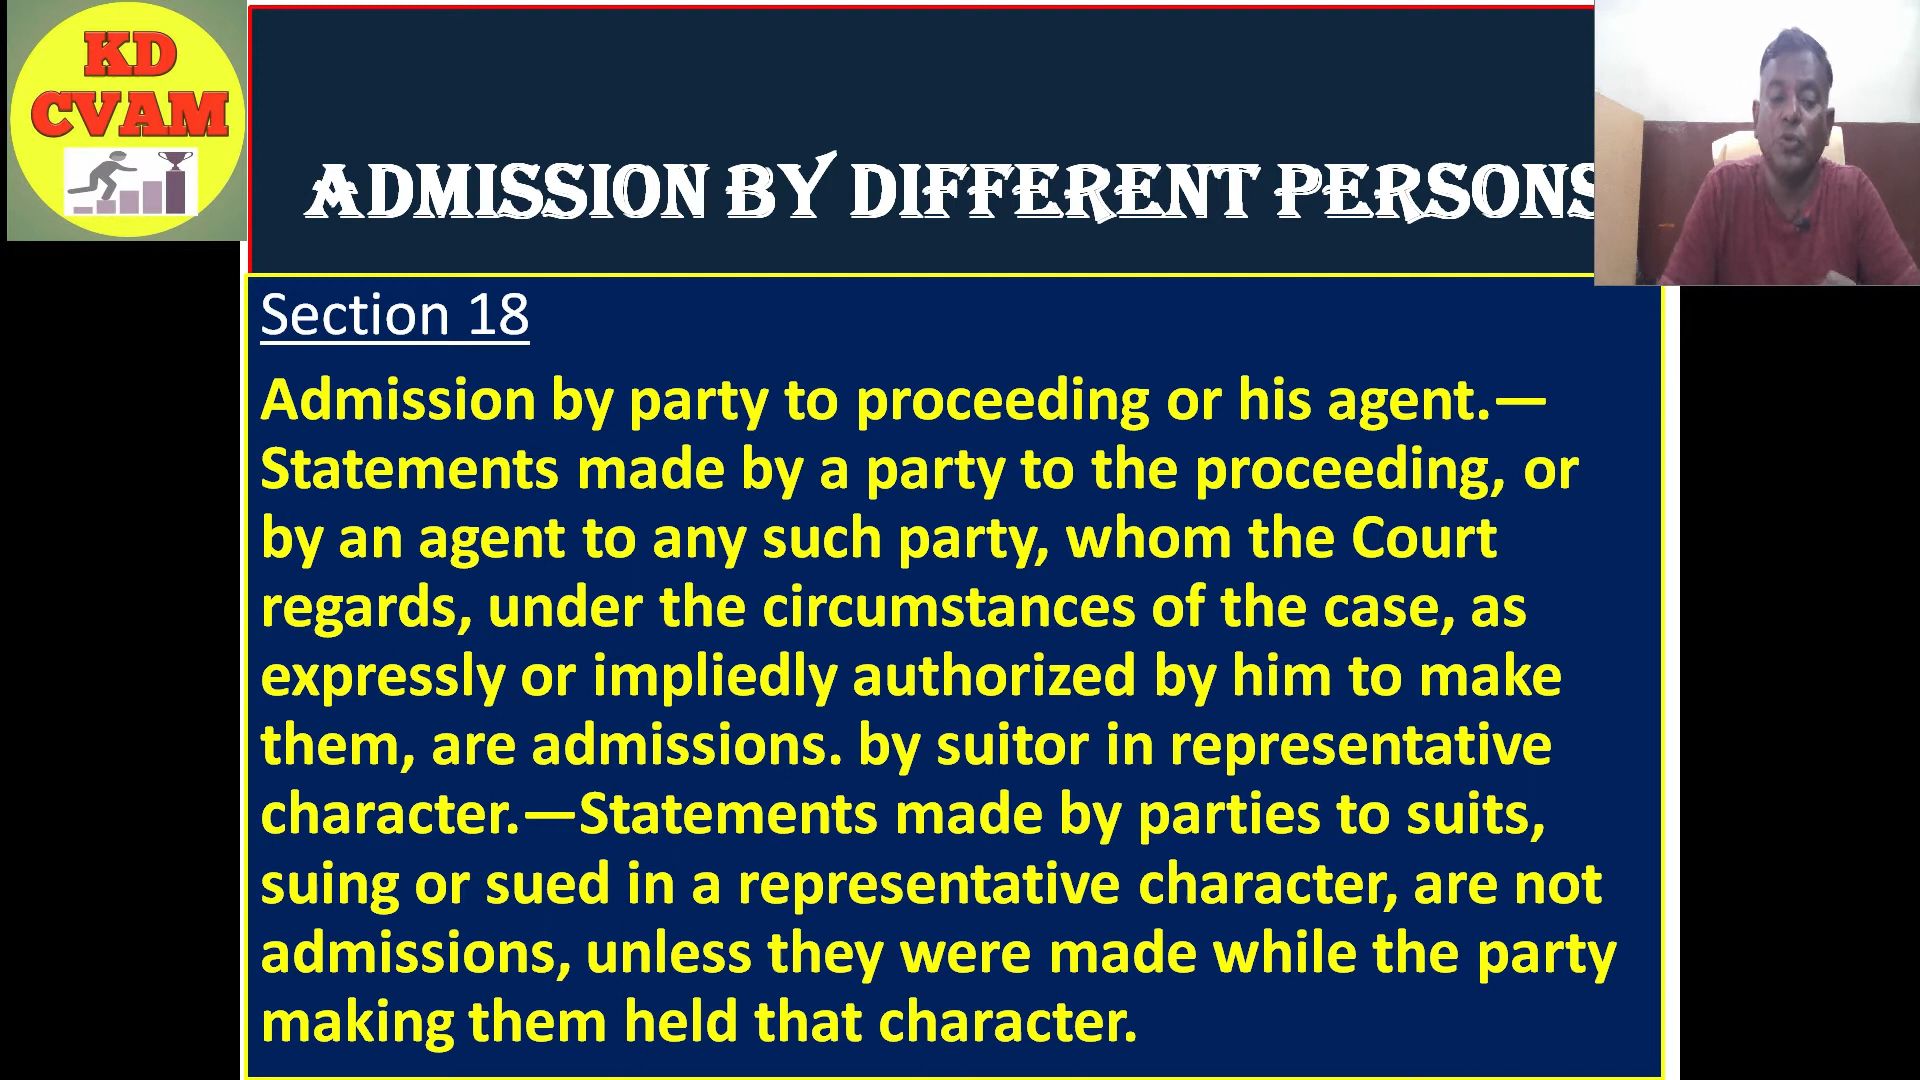 KD
CVAM
ADMISSION BY DIFFERENT PERSONS
Section 18
Admission by party to proceeding or his agent.—
Statements made by a party to the proceeding, or
by an agent to any such party, whom the Court
regards, under the circumstances of the case, as
expressly or impliedly authorized by him to make
them, are admissions. by suitor in representative
character.—Statements made by parties to suits,
suing or sued in a representative character, are not
admissions, unless they were made while the party
making them held that character.